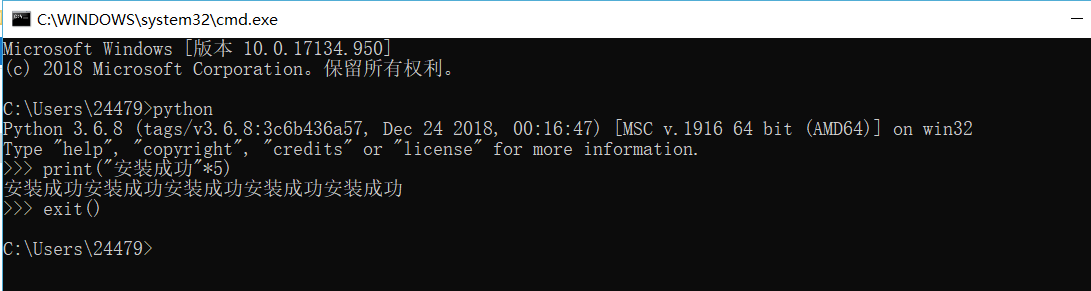 C:\WINDOWS\system32\cmd.exe
Microsoft Windows [版本 10.0.17134.950]
(c) 2018 Microsoft Corporation。保留所有权利。
C:\Users\24479>python
Python 3.6.8 (tags/v3.6.8:3c6b436a57, Dec 24 2018, 00:16:47) [MSC v.1916 64 bit (AMD64)] on win32
Type "help", "copyright", "credits" or "license" for more information.
>>> print("安装成功"*5)
安装成功安装成功安装成功安装成功安装成功
>>> exit()
C:\Users\24479>